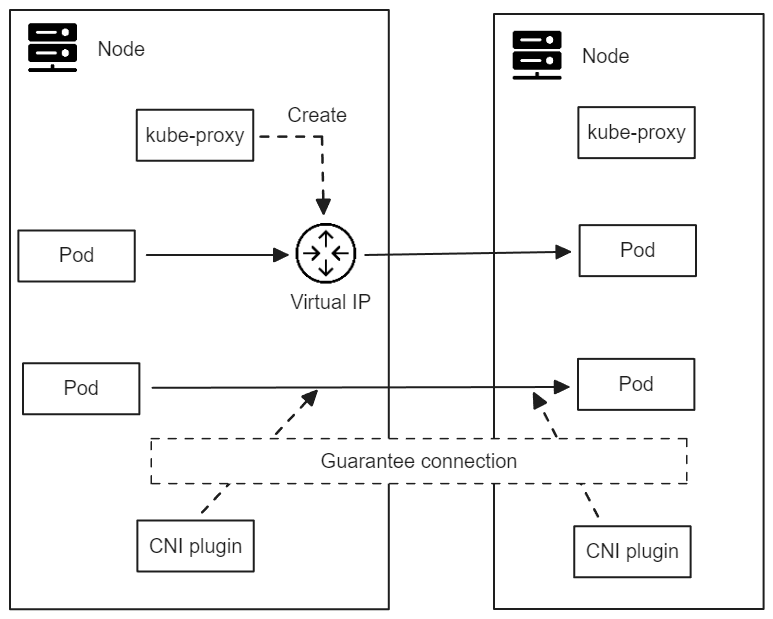 Node
Node
Create
kube-proxy
kube-proxy
Pod
Pod
Virtual IP
Pod
Pod
Guarantee connection
CNI plugin
CNI plugin